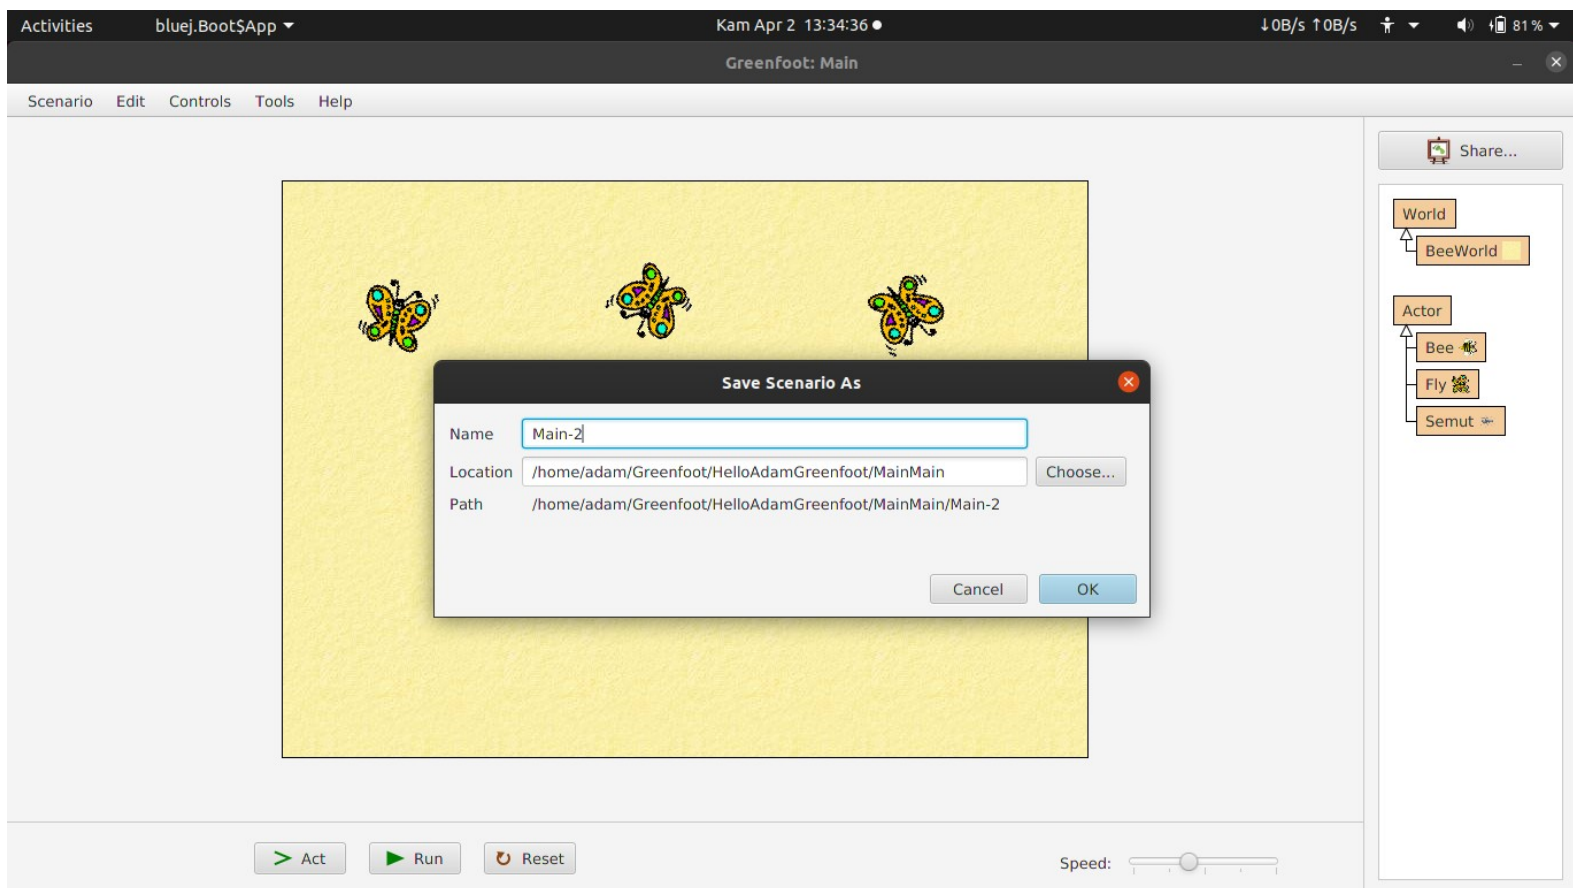 Activities bluej.Boot$App Kam Apr 2 13:34:36 ↓0B/s ↑0B/s 81%
Greenfoot: Main
Scenario Edit Controls Tools Help
Share...
World
BeeWorld
Actor
Bee
Fly
Semut
Save Scenario As
Name Main-2
Location /home/adam/Greenfoot/HelloAdamGreenfoot/MainMain Choose...
Path /home/adam/Greenfoot/HelloAdamGreenfoot/MainMain/Main-2
Cancel OK
Act Run Reset Speed: